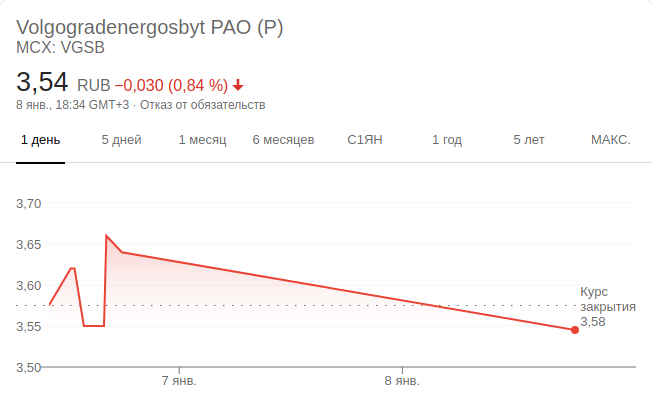 Volgogradenergosbyt PAO (P)
MCX: VGSB
3,54 RUB −0,030 (0,84 %)
8 янв., 18:34 GMT+3 · Отказ от обязательств
1 день 5 дней 1 месяц 6 месяцев С1ЯН 1 год 5 лет МАКС.
3,70
3,65
3,60
3,55
3,50
Курс
закрытия
3,58
7 янв. 8 янв.